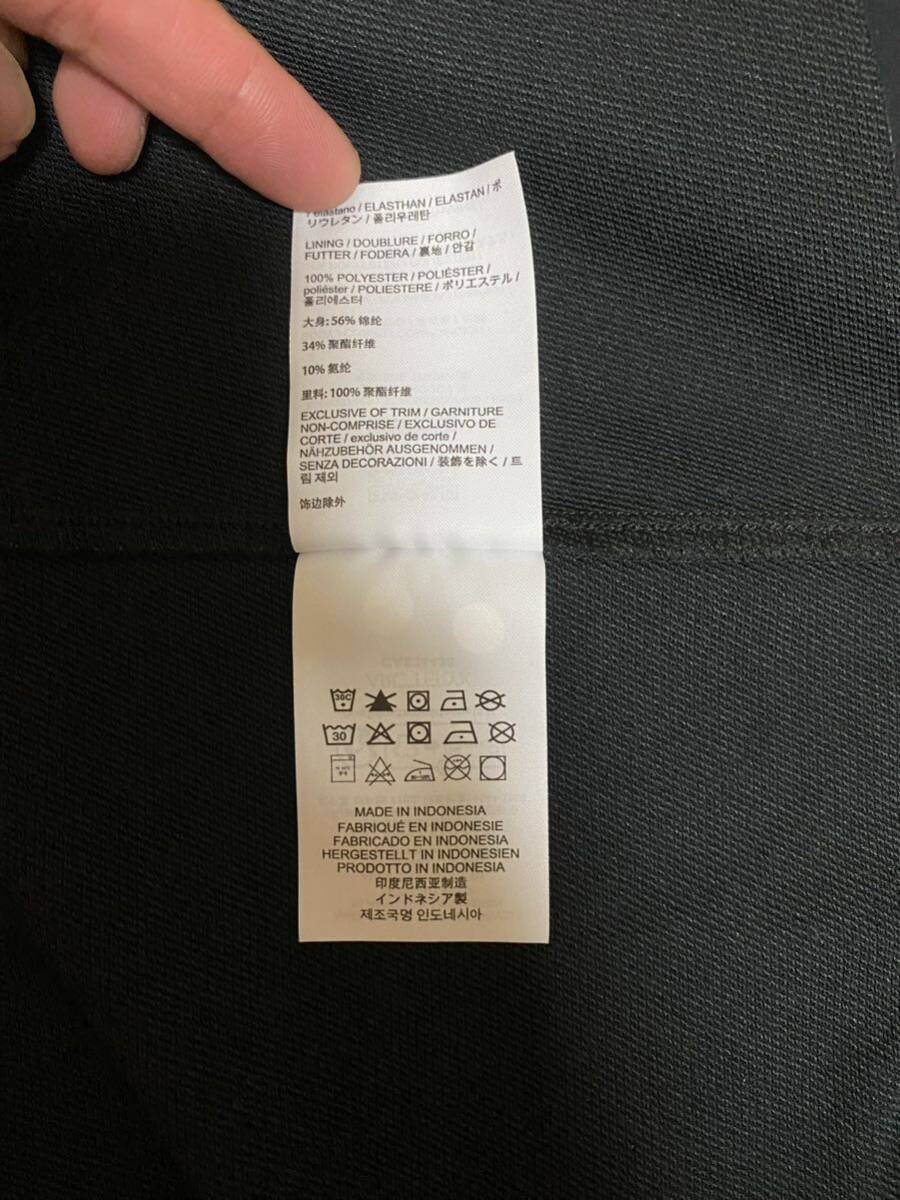 / elastano / ELASTHAN / ELASTAN / ポ
リウレタン / 폴리우레탄
LINING / DOUBLURE / FORRO /
FUTTER / FODERA / 裏地 / 안감
100% POLYESTER / POLIÉSTER /
poliéster / POLIESTERE / ポリエステル /
폴리에스터
大身: 56% 锦纶
34% 聚酯纤维
10% 氨纶
里料: 100% 聚酯纤维
EXCLUSIVE OF TRIM / GARNITURE
NON-COMPRISE / EXCLUSIVO DE
CORTE / exclusivo de corte /
NÄHZUBEHÖR AUSGENOMMEN /
SENZA DECORAZIONI / 装飾を除く / 트
림 제외
饰边除外
30C
30
MADE IN INDONESIA
FABRIQUÉ EN INDONESIE
FABRICADO EN INDONESIA
HERGESTELLT IN INDONESIEN
PRODOTTO IN INDONESIA
印度尼西亚制造
インドネシア製
제조국명 인도네시아